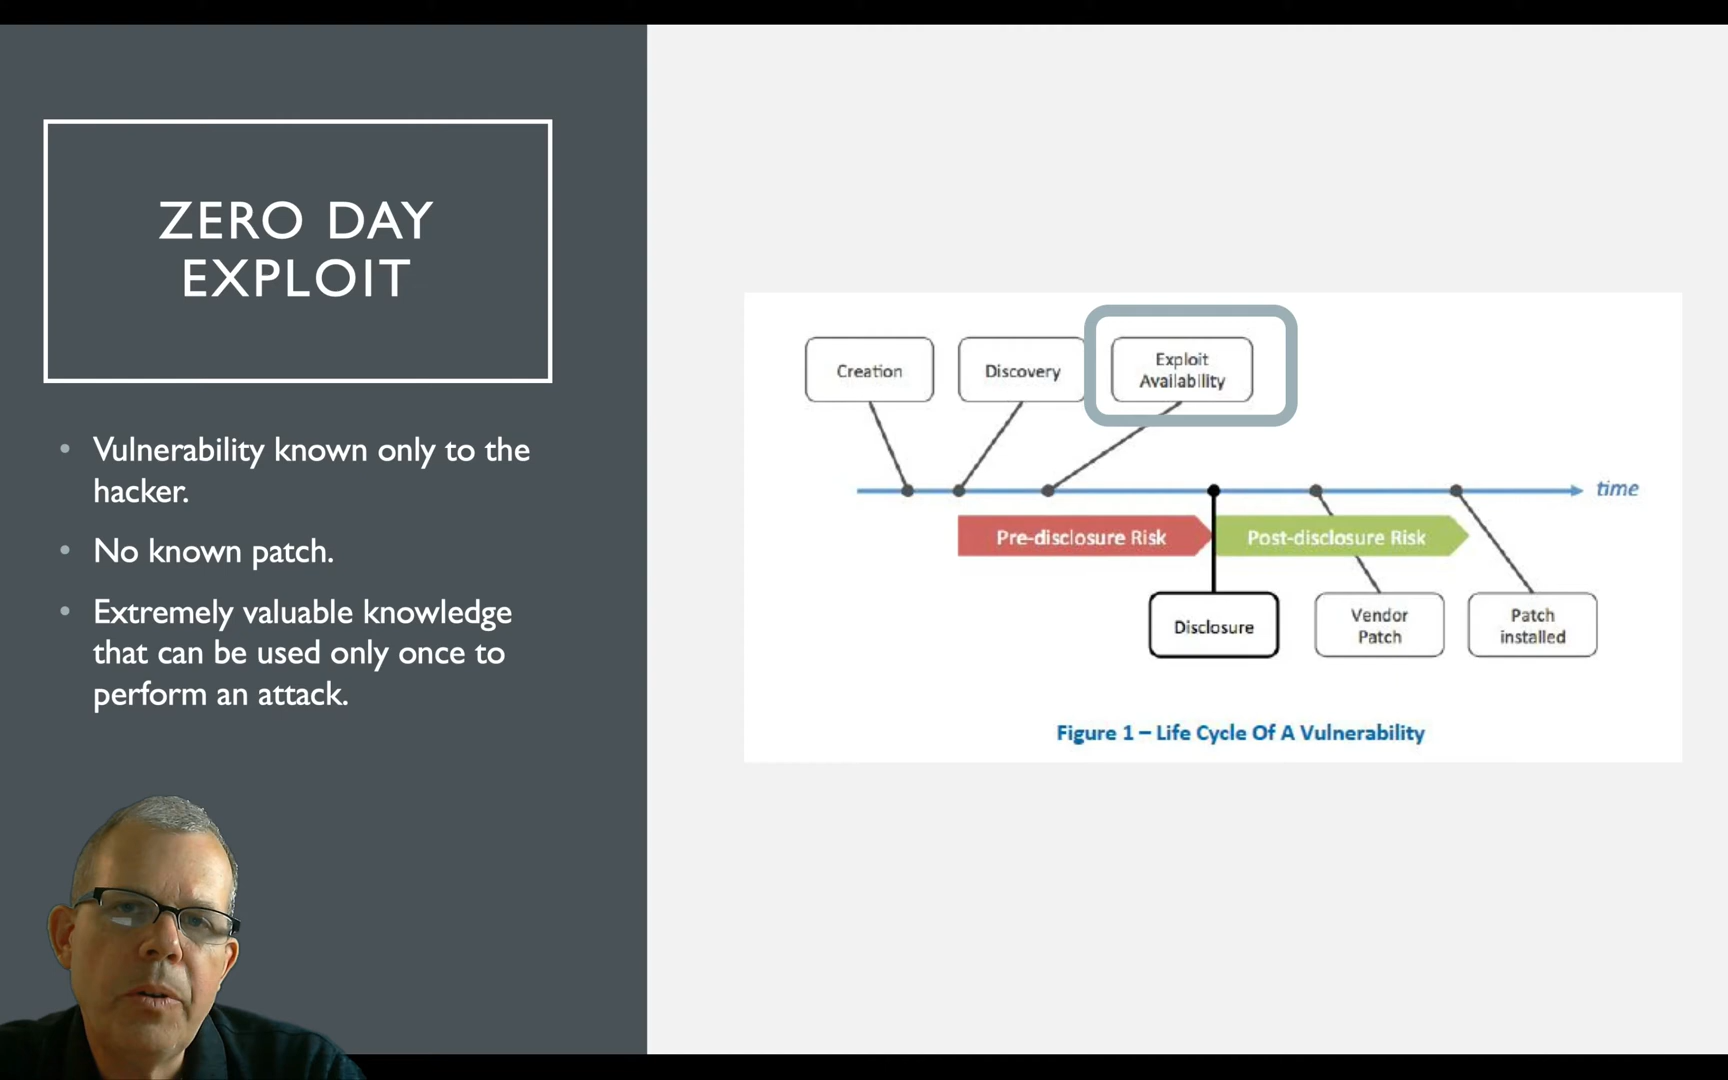 ZERO DAY
EXPLOIT
• Vulnerability known only to the
hacker.
• No known patch.
• Extremely valuable knowledge
that can be used only once to
perform an attack.
Creation
Discovery
Exploit
Availability
time
Pre-disclosure Risk
Post-disclosure Risk
Disclosure
Vendor
Patch
Patch
installed
Figure 1 – Life Cycle Of A Vulnerability